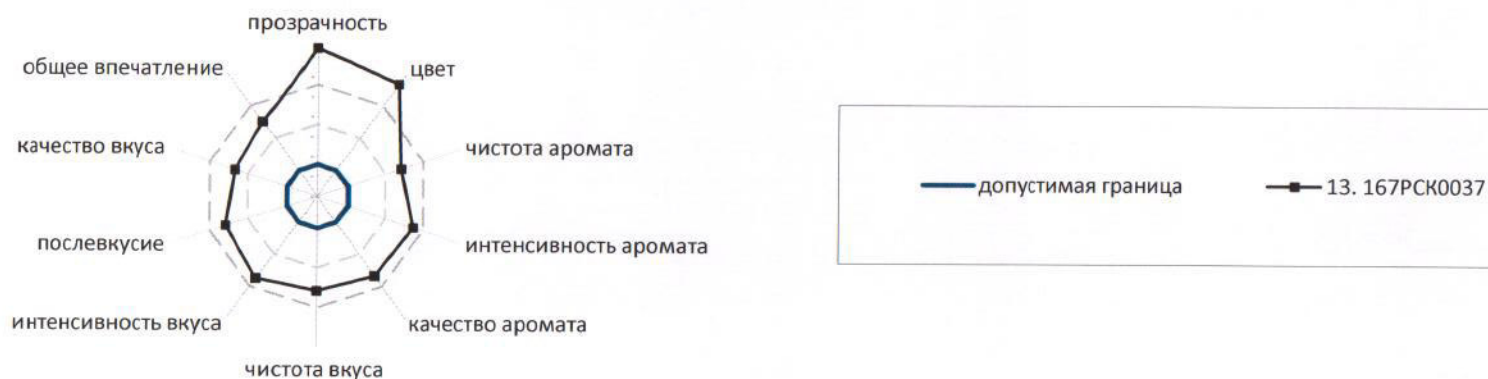 прозрачность
общее впечатление
цвет
качество вкуса
чистота аромата
послевкусие
интенсивность аромата
интенсивность вкуса
качество аромата
чистота вкуса
допустимая граница
13. 167РСК0037